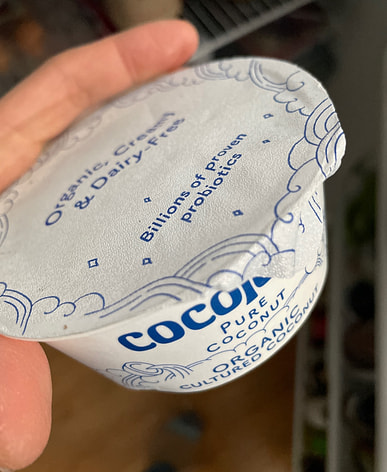 Organic, Creamy
& Dairy-Free
Billions of proven
probiotics
PURE
COCONUT
ORGANIC
CULTURED COCONUT